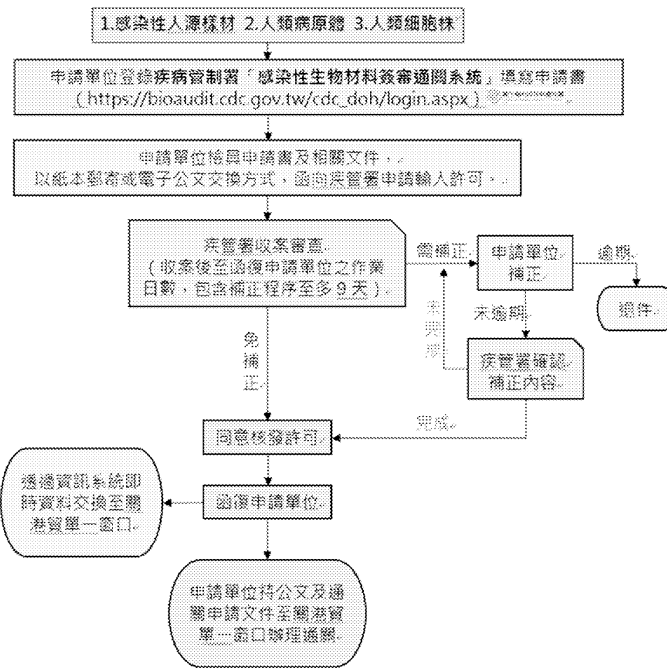 1.感染性人源樣材 2.人類病原體 3.人類細胞株
申請單位登錄疾病管制署「感染性生物材料簽審通關系統」填寫申請書
（https://bioaudit.cdc.gov.tw/cdc_doh/login.aspx）
申請單位檢具申請書及相關文件，
以紙本郵寄或電子公文交換方式，函向疾管署申請輸入許可，
疾管署收案審查
（收案後至函復申請單位之作業
日數，包含補正程序至多 9 天）
需補正
申請單位
補正
逾期
退件
未逾期
未完成
疾管署確認
補正內容
免補正
完成
同意核發許可
函復申請單位
透過資訊系統即
時資料交換至關
港貿單一窗口
申請單位持公文及通
關申請文件至關港貿
單一窗口辦理通關